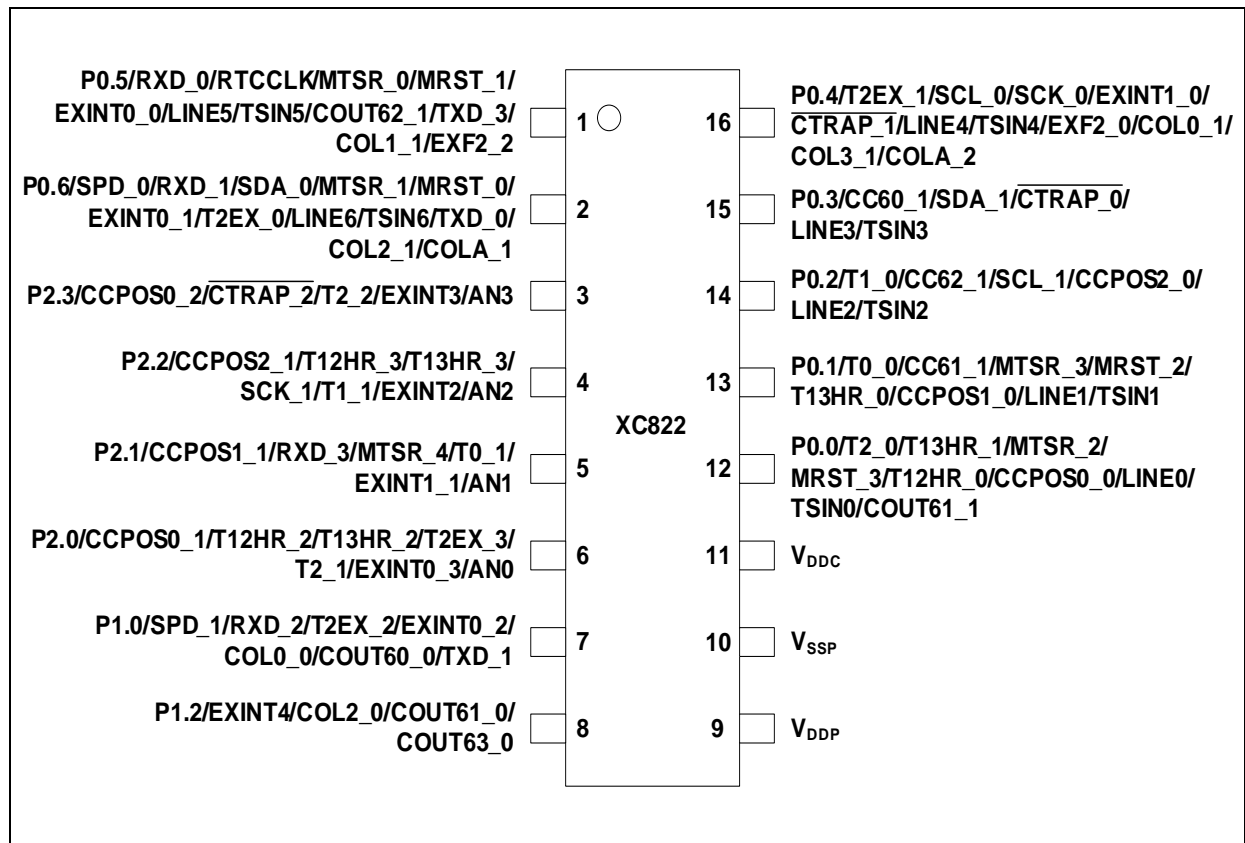 P0.5/RXD_0/RTCCLK/MTSR_0/MRST_1/
EXINT0_0/LINE5/TSIN5/COUT62_1/TXD_3/
COL1_1/EXF2_2
1
P0.6/SPD_0/RXD_1/SDA_0/MTSR_1/MRST_0/
EXINT0_1/T2EX_0/LINE6/TSIN6/TXD_0/
COL2_1/COLA_1
2
P2.3/CCPOS0_2/CTRAP_2/T2_2/EXINT3/AN3
3
P2.2/CCPOS2_1/T12HR_3/T13HR_3/
SCK_1/T1_1/EXINT2/AN2
4
P2.1/CCPOS1_1/RXD_3/MTSR_4/T0_1/
EXINT1_1/AN1
5
P2.0/CCPOS0_1/T12HR_2/T13HR_2/T2EX_3/
T2_1/EXINT0_3/AN0
6
P1.0/SPD_1/RXD_2/T2EX_2/EXINT0_2/
COL0_0/COUT60_0/TXD_1
7
P1.2/EXINT4/COL2_0/COUT61_0/
COUT63_0
8
XC822
16
P0.4/T2EX_1/SCL_0/SCK_0/EXINT1_0/
CTRAP_1/LINE4/TSIN4/EXF2_0/COL0_1/
COL3_1/COLA_2
15
P0.3/CC60_1/SDA_1/CTRAP_0/
LINE3/TSIN3
14
P0.2/T1_0/CC62_1/SCL_1/CCPOS2_0/
LINE2/TSIN2
13
P0.1/T0_0/CC61_1/MTSR_3/MRST_2/
T13HR_0/CCPOS1_0/LINE1/TSIN1
12
P0.0/T2_0/T13HR_1/MTSR_2/
MRST_3/T12HR_0/CCPOS0_0/LINE0/
TSIN0/COUT61_1
11
VDDC
10
VSSP
9
VDDP